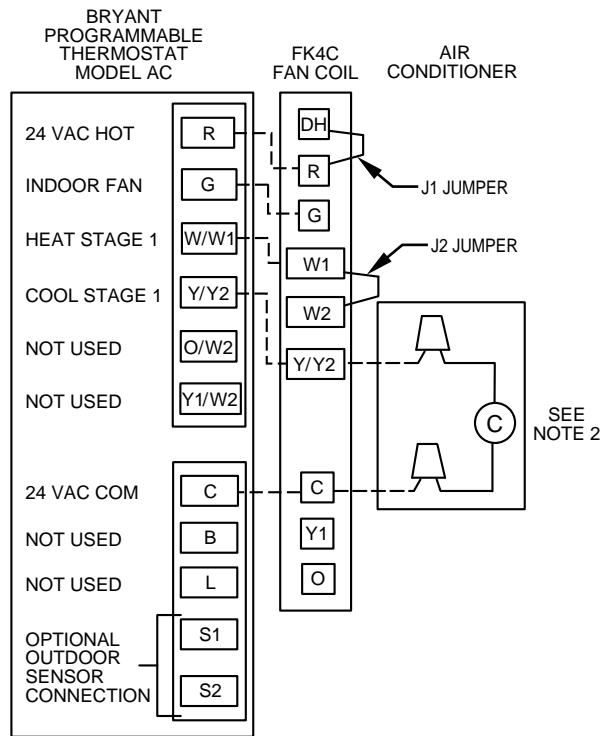 BRYANT
PROGRAMMABLE
THERMOSTAT
MODEL AC
FK4C
FAN COIL
AIR
CONDITIONER
24 VAC HOT
R
DH
R
J1 JUMPER
INDOOR FAN
G
G
HEAT STAGE 1
W/W1
W1
J2 JUMPER
COOL STAGE 1
Y/Y2
W2
NOT USED
O/W2
Y/Y2
NOT USED
Y1/W2
C
SEE
NOTE 2
24 VAC COM
C
C
NOT USED
B
Y1
NOT USED
L
O
OPTIONAL
OUTDOOR
SENSOR
CONNECTION
S1
S2